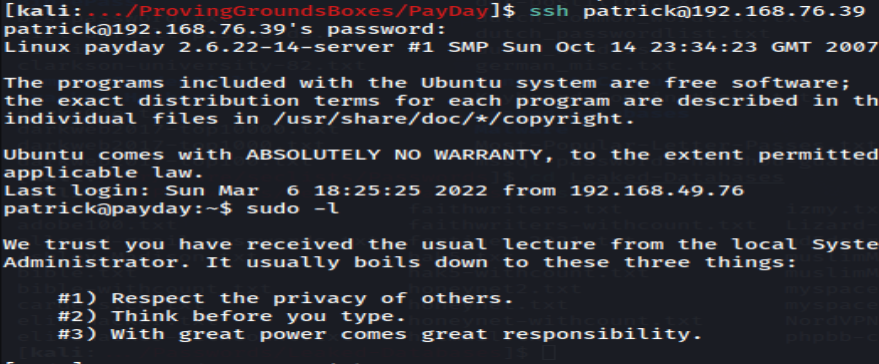 [kali:.../ProvingGroundsBoxes/PayDay]$ ssh patrick@192.168.76.39
patrick@192.168.76.39's password:
Linux payday 2.6.22-14-server #1 SMP Sun Oct 14 23:34:23 GMT 2007
The programs included with the Ubuntu system are free software;
the exact distribution terms for each program are described in th
individual files in /usr/share/doc/*/copyright.
Ubuntu comes with ABSOLUTELY NO WARRANTY, to the extent permitted
applicable law.
Last login: Sun Mar  6 18:25:25 2022 from 192.168.49.76
patrick@payday:~$ sudo -l
We trust you have received the usual lecture from the local Syste
Administrator. It usually boils down to these three things:
#1) Respect the privacy of others.
#2) Think before you type.
#3) With great power comes great responsibility.